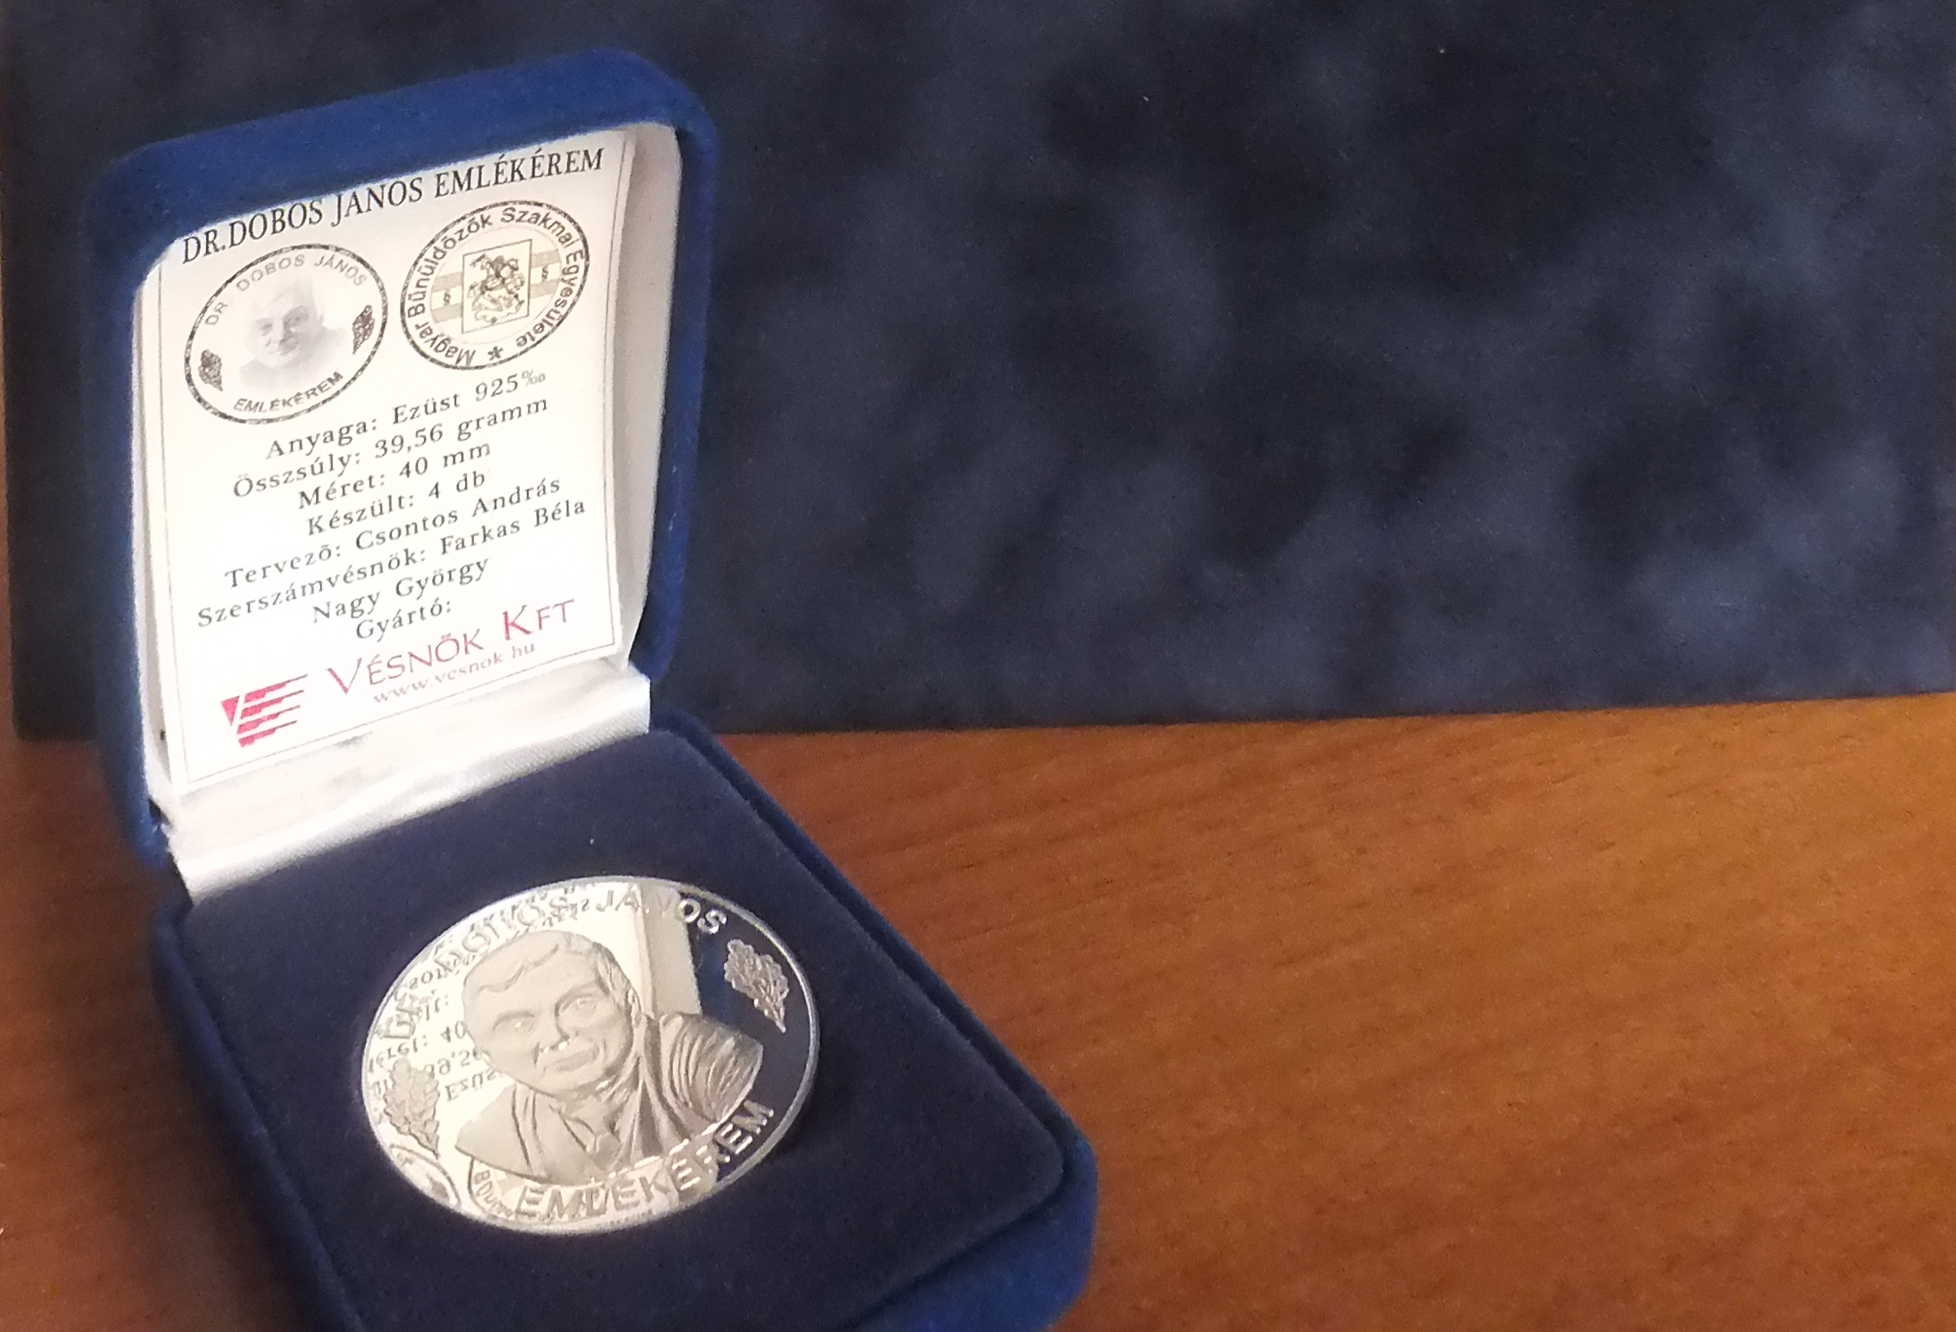 DR.DOBOS JÁNOS EMLÉKÉREM
DR DOBOS JÁNOS
EMLÉKÉREM
Magyar Bűnüldözők Szakmai Egyesülete *
§ §
Anyaga: Ezüst 925‰
Összsúly: 39,56 gramm
Méret: 40 mm
Készült: 4 db
Tervező: Csontos András
Szerszámvésnök: Farkas Béla
Nagy György
Gyártó:
VÉSNÖK KFT
www.vesnok.hu
DR DOBOS JÁNOS
EMLÉKÉREM